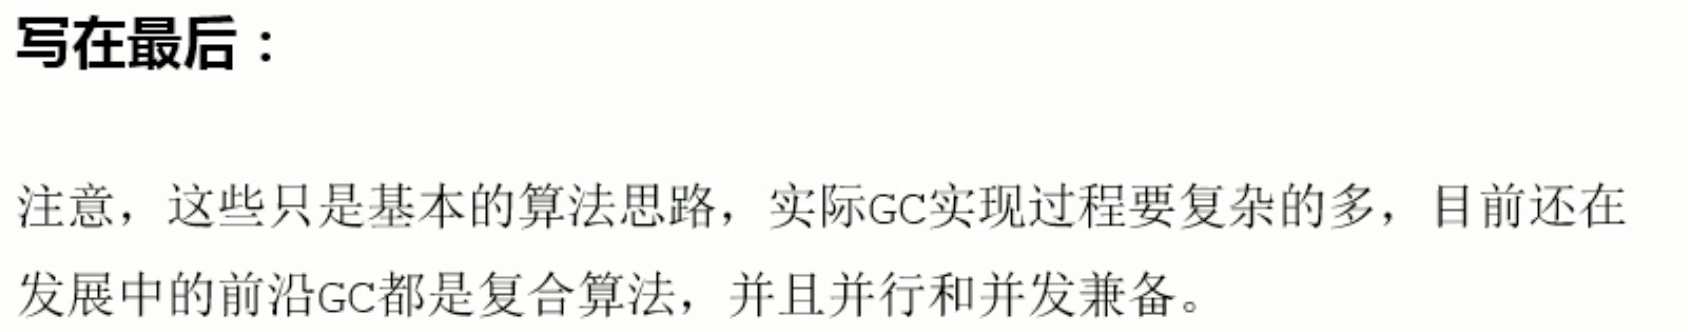 写在最后：
注意，这些只是基本的算法思路，实际GC实现过程要复杂的多，目前还在
发展中的前沿GC都是复合算法，并且并行和并发兼备。